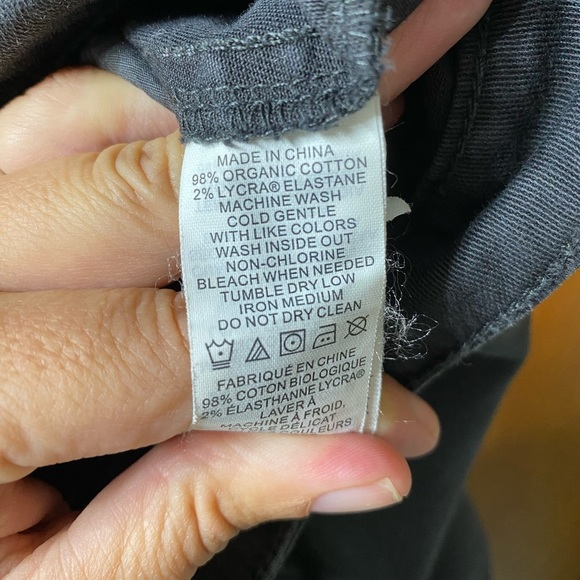 MADE IN CHINA
98% ORGANIC COTTON
2% LYCRA® ELASTANE
MACHINE WASH
COLD GENTLE
WITH LIKE COLORS
WASH INSIDE OUT
NON-CHLORINE
BLEACH WHEN NEEDED
TUMBLE DRY LOW
IRON MEDIUM
DO NOT DRY CLEAN
FABRIQUÉ EN CHINE
98% COTON BIOLOGIQUE
2% ÉLASTHANNE LYCRA®
LAVER À
MACHINE À FROID,
DÉLICAT